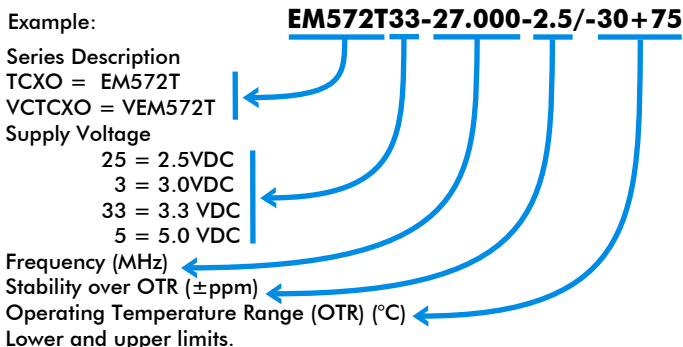 Example: EM572T33-27.000-2.5/-30+75
Series Description
TCXO = EM572T
VCTCXO = VEM572T
Supply Voltage
25 = 2.5VDC
3 = 3.0VDC
33 = 3.3 VDC
5 = 5.0 VDC
Frequency (MHz)
Stability over OTR (±ppm)
Operating Temperature Range (OTR) (°C)
Lower and upper limits.